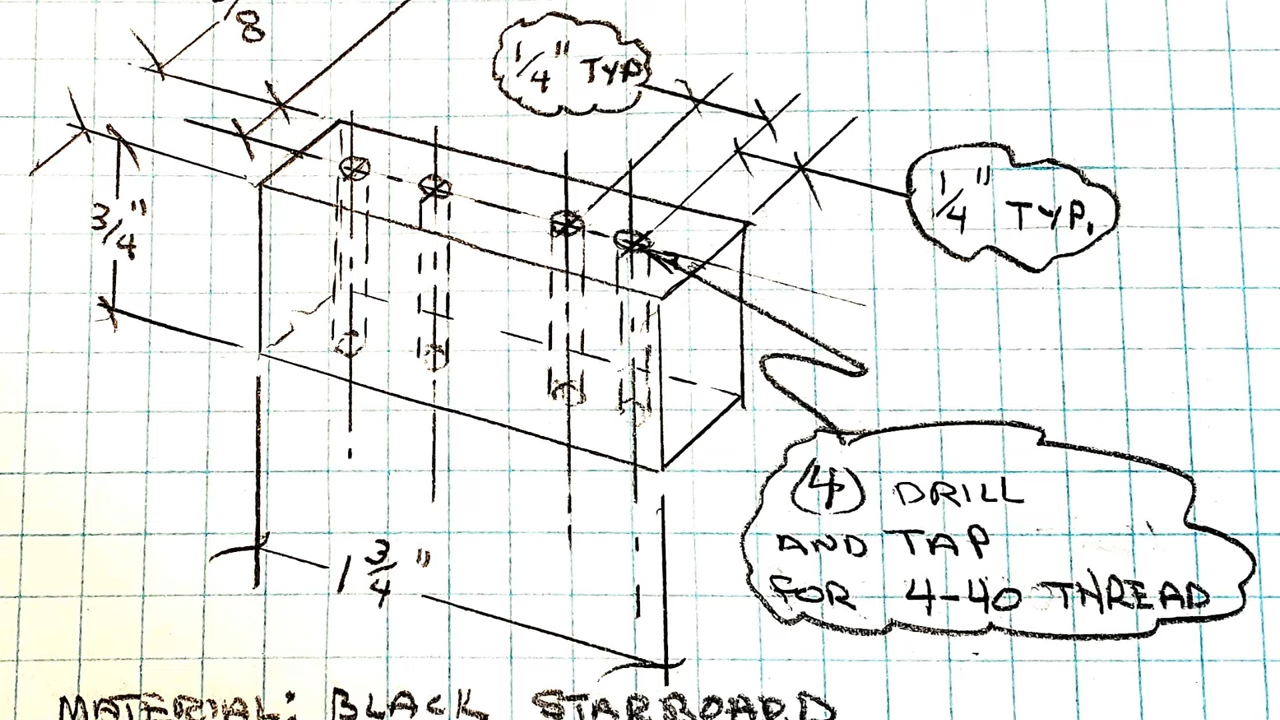 /8
1/4" TYP
1/4" TYP.
3/4"
(4) DRILL
AND TAP
FOR 4-40 THREAD
1 3/4"
MATERIAL: BLACK STARBOARD